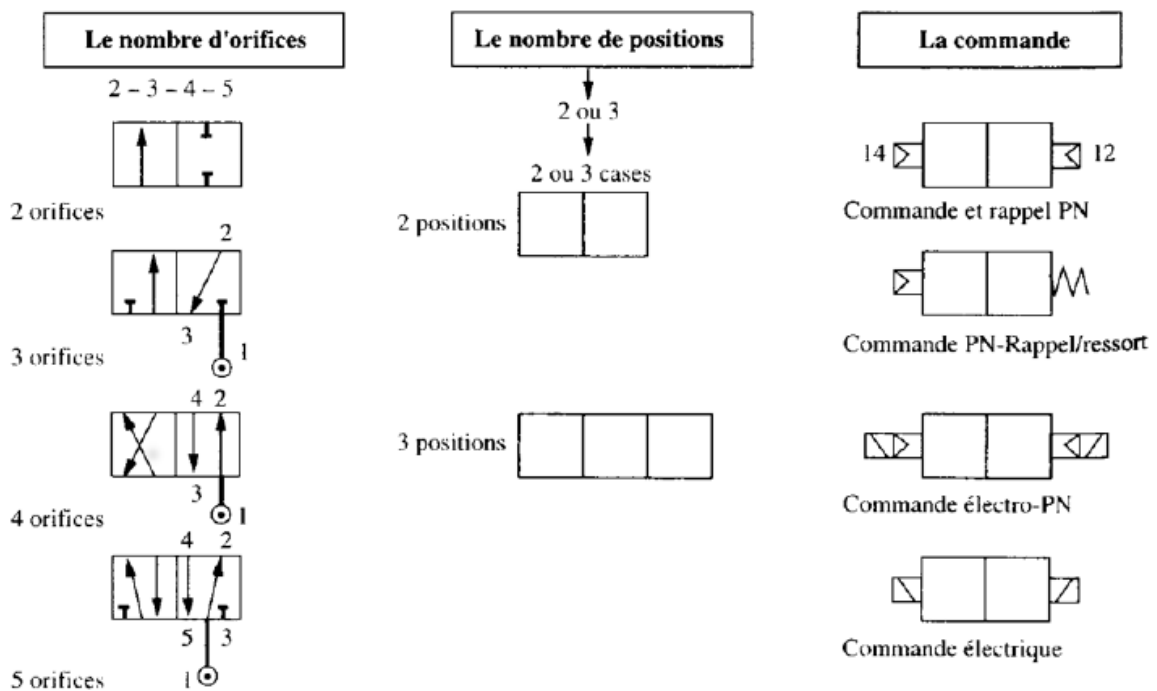 Le nombre d'orifices
2 – 3 – 4 – 5
2 orifices
2
3
1
3 orifices
4 2
3
1
4 orifices
4 2
5 3
1
5 orifices
Le nombre de positions
2 ou 3
2 ou 3 cases
2 positions
3 positions
La commande
14 12
Commande et rappel PN
Commande PN-Rappel/ressort
Commande électro-PN
Commande électrique